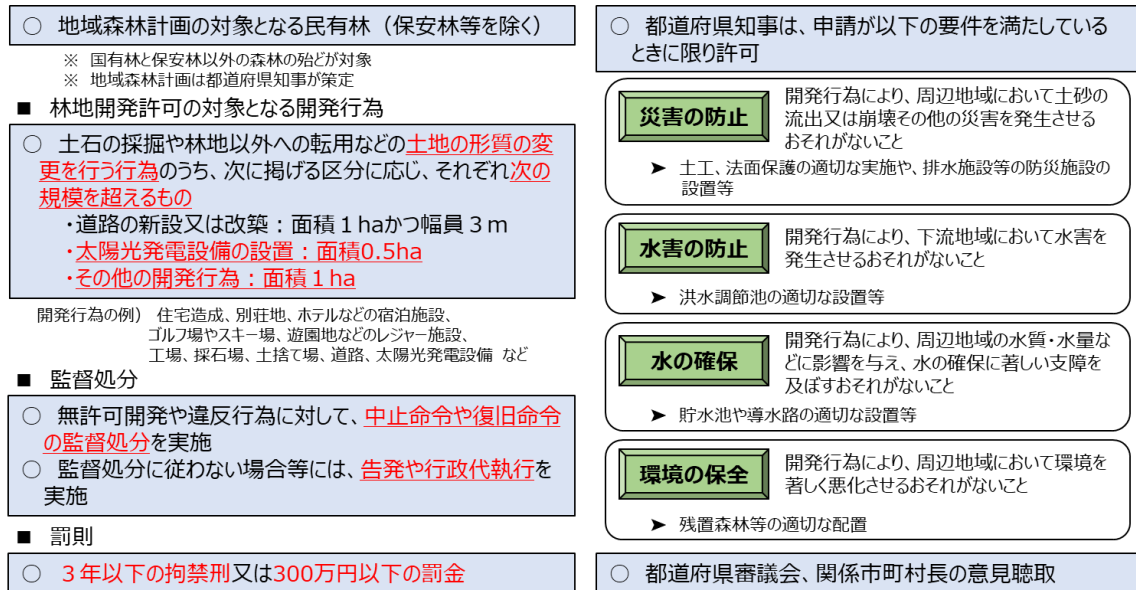 ○ 地域森林計画の対象となる民有林（保安林等を除く）
※ 国有林と保安林以外の森林の殆どが対象
※ 地域森林計画は都道府県知事が策定
■ 林地開発許可の対象となる開発行為
○ 土石の採掘や林地以外への転用などの土地の形質の変
更を行う行為のうち、次に掲げる区分に応じ、それぞれ次の
規模を超えるもの
・道路の新設又は改築：面積１haかつ幅員３ｍ
・太陽光発電設備の設置：面積0.5ha
・その他の開発行為：面積１ha
開発行為の例） 住宅造成、別荘地、ホテルなどの宿泊施設、
ゴルフ場やスキー場、遊園地などのレジャー施設、
工場、採石場、土捨て場、道路、太陽光発電設備 など
■ 監督処分
○ 無許可開発や違反行為に対して、中止命令や復旧命令
の監督処分を実施
○ 監督処分に従わない場合等には、告発や行政代執行を
実施
■ 罰則
○ ３年以下の拘禁刑又は300万円以下の罰金
○ 都道府県知事は、申請が以下の要件を満たしている
ときに限り許可
災害の防止
開発行為により、周辺地域において土砂の
流出又は崩壊その他の災害を発生させる
おそれがないこと
➤ 土工、法面保護の適切な実施や、排水施設等の防災施設の
設置等
水害の防止
開発行為により、下流地域において水害を
発生させるおそれがないこと
➤ 洪水調節池の適切な設置等
水の確保
開発行為により、周辺地域の水質・水量な
どに影響を与え、水の確保に著しい支障を
及ぼすおそれがないこと
➤ 貯水池や導水路の適切な設置等
環境の保全
開発行為により、周辺地域において環境を
著しく悪化させるおそれがないこと
➤ 残置森林等の適切な配置
○ 都道府県審議会、関係市町村長の意見聴取